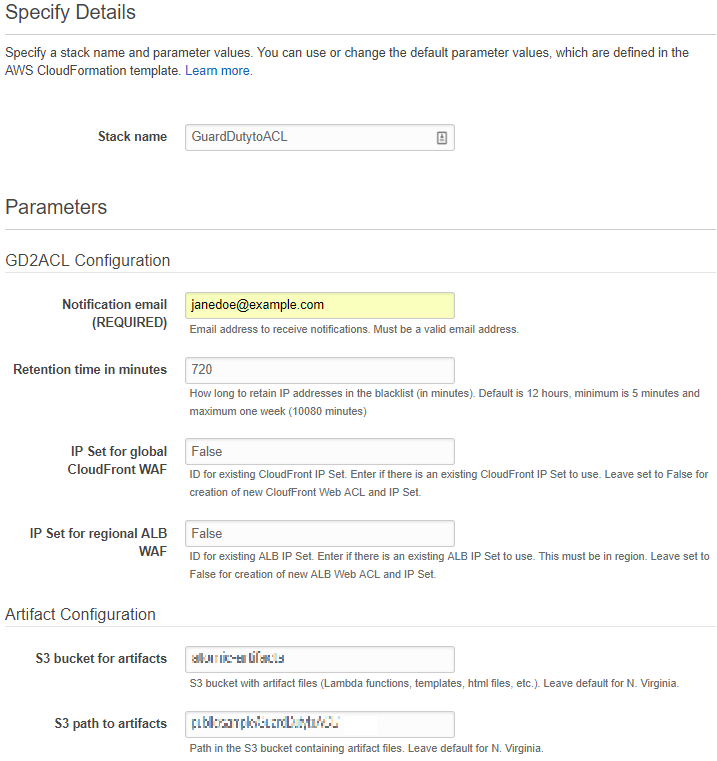 Specify Details
Specify a stack name and parameter values. You can use or change the default parameter values, which are defined in the
AWS CloudFormation template. Learn more.
Stack name
GuardDutytoACL
Parameters
GD2ACL Configuration
Notification email
(REQUIRED)
janedoe@example.com
Email address to receive notifications. Must be a valid email address.
Retention time in minutes
720
How long to retain IP addresses in the blacklist (in minutes). Default is 12 hours, minimum is 5 minutes and
maximum one week (10080 minutes)
IP Set for global
CloudFront WAF
False
ID for existing CloudFront IP Set. Enter if there is an existing CloudFront IP Set to use. Leave set to False for
creation of new CloufFront Web ACL and IP Set.
IP Set for regional ALB
WAF
False
ID for existing ALB IP Set. Enter if there is an existing ALB IP Set to use. This must be in region. Leave set to
False for creation of new ALB Web ACL and IP Set.
Artifact Configuration
S3 bucket for artifacts
S3 bucket with artifact files (Lambda functions, templates, html files, etc.). Leave default for N. Virginia.
S3 path to artifacts
Path in the S3 bucket containing artifact files. Leave default for N. Virginia.